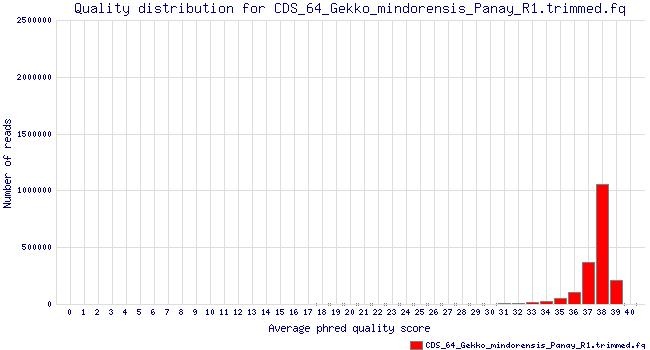 Quality distribution for CDS_64_Gekko_mindorensis_Panay_R1.trimmed.fq
2500000
2000000
1500000
1000000
500000
0
Number of reads
0 1 2 3 4 5 6 7 8 9 10 11 12 13 14 15 16 17 18 19 20 21 22 23 24 25 26 27 28 29 30 31 32 33 34 35 36 37 38 39 40
Average phred quality score
CDS_64_Gekko_mindorensis_Panay_R1.trimmed.fq